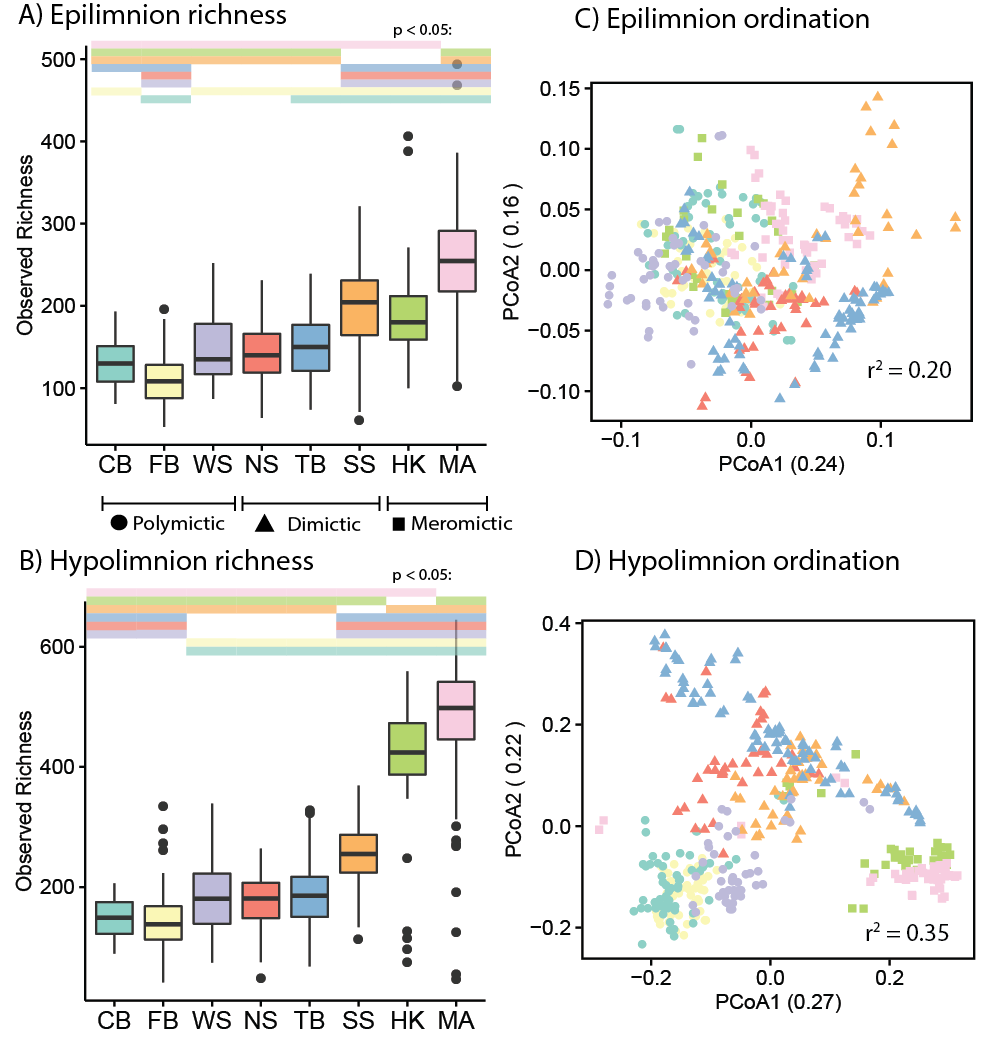 A) Epilimnion richness
p < 0.05:
500
400
300
200
100
Observed Richness
CB FB WS NS TB SS HK MA
Polymictic Dimictic Meromictic
C) Epilimnion ordination
0.15
0.10
0.05
0.00
−0.05
−0.10
PCoA2 ( 0.16 )
r² = 0.20
−0.1 0.0 0.1
PCoA1 (0.24)
B) Hypolimnion richness
p < 0.05:
600
400
200
Observed Richness
CB FB WS NS TB SS HK MA
D) Hypolimnion ordination
0.4
0.2
0.0
−0.2
PCoA2 ( 0.22 )
r² = 0.35
−0.2 0.0 0.2
PCoA1 (0.27)